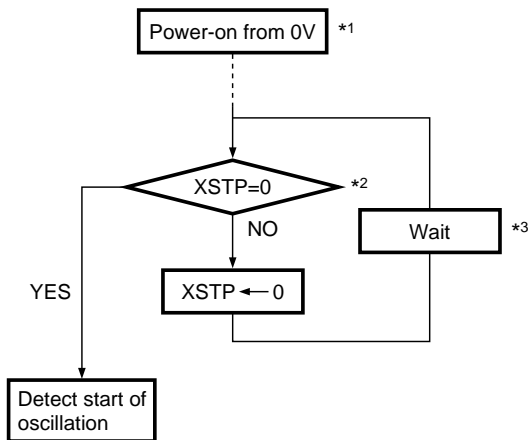 Power-on from 0V *1
XSTP=0 *2
NO
Wait *3
XSTP ← 0
YES
Detect start of
oscillation